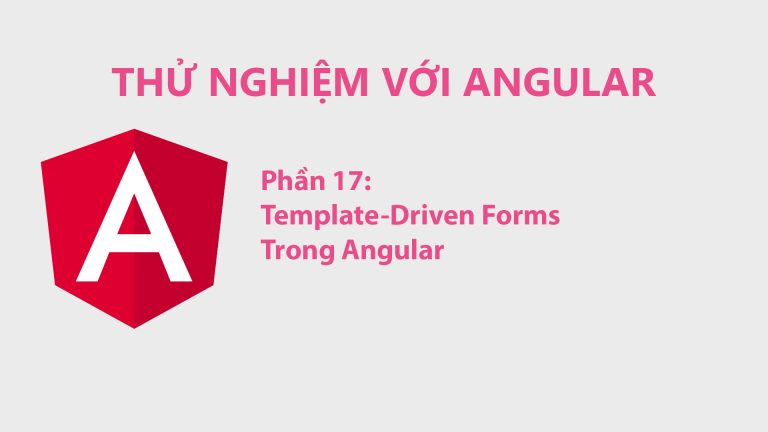 THỬ NGHIỆM VỚI ANGULAR
A
Phần 17:
Template-Driven Forms
Trong Angular